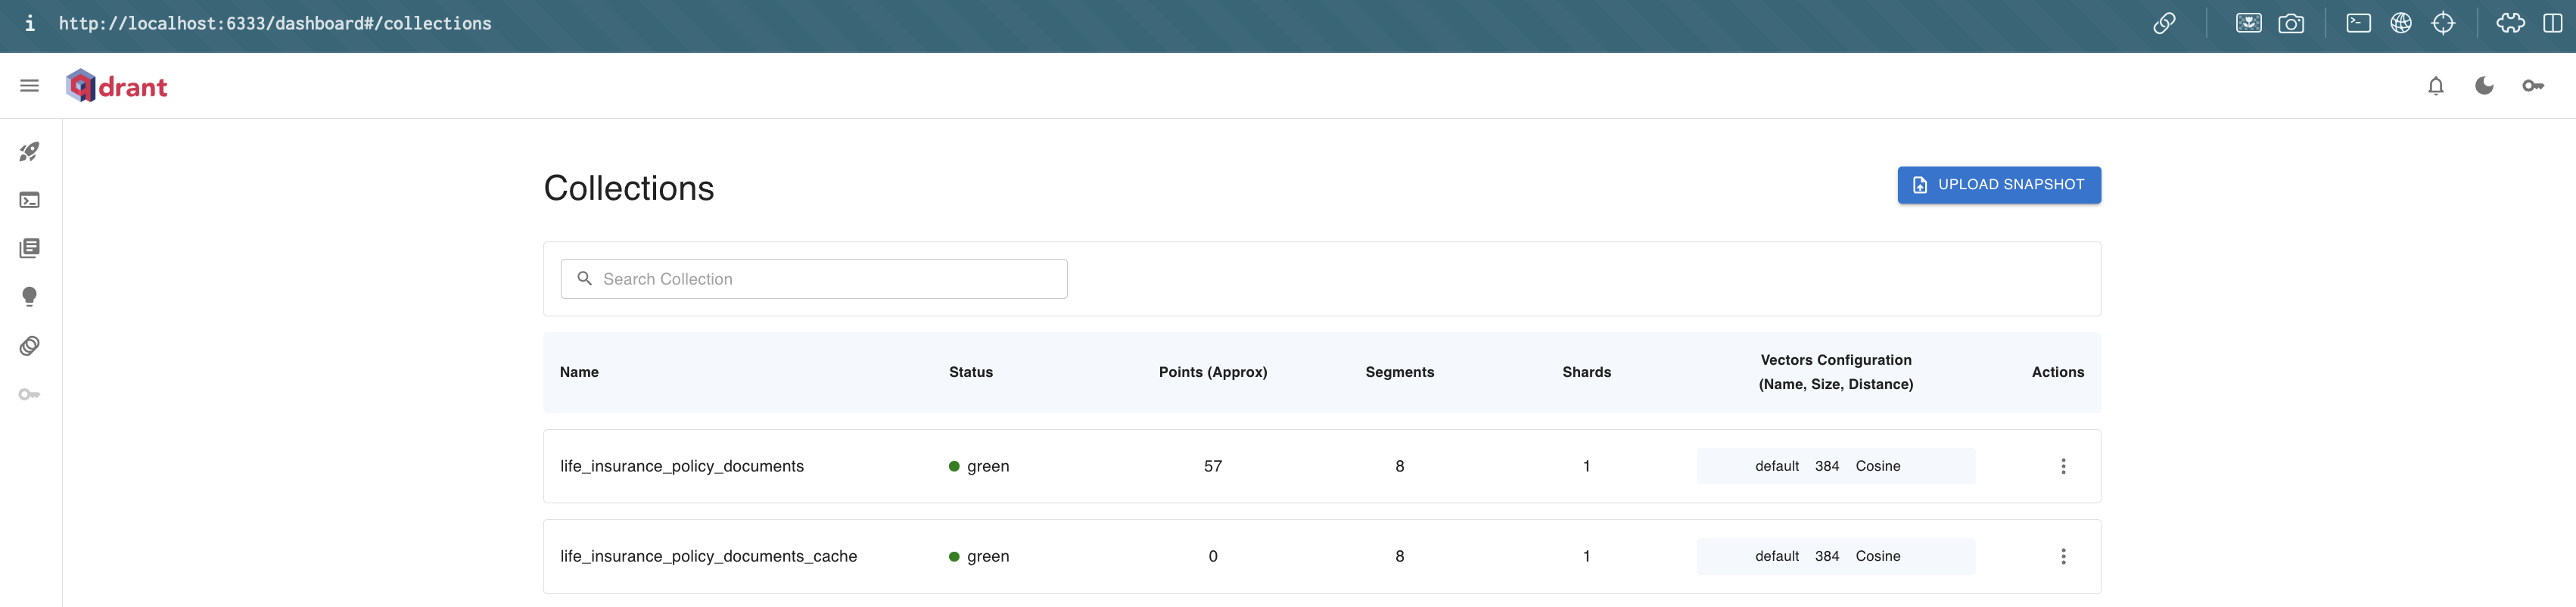 http://localhost:6333/dashboard#/collections
qdrant
Collections
UPLOAD SNAPSHOT
Search Collection
Name Status Points (Approx) Segments Shards Vectors Configuration (Name, Size, Distance) Actions
life_insurance_policy_documents green 57 8 1 default 384 Cosine
life_insurance_policy_documents_cache green 0 8 1 default 384 Cosine